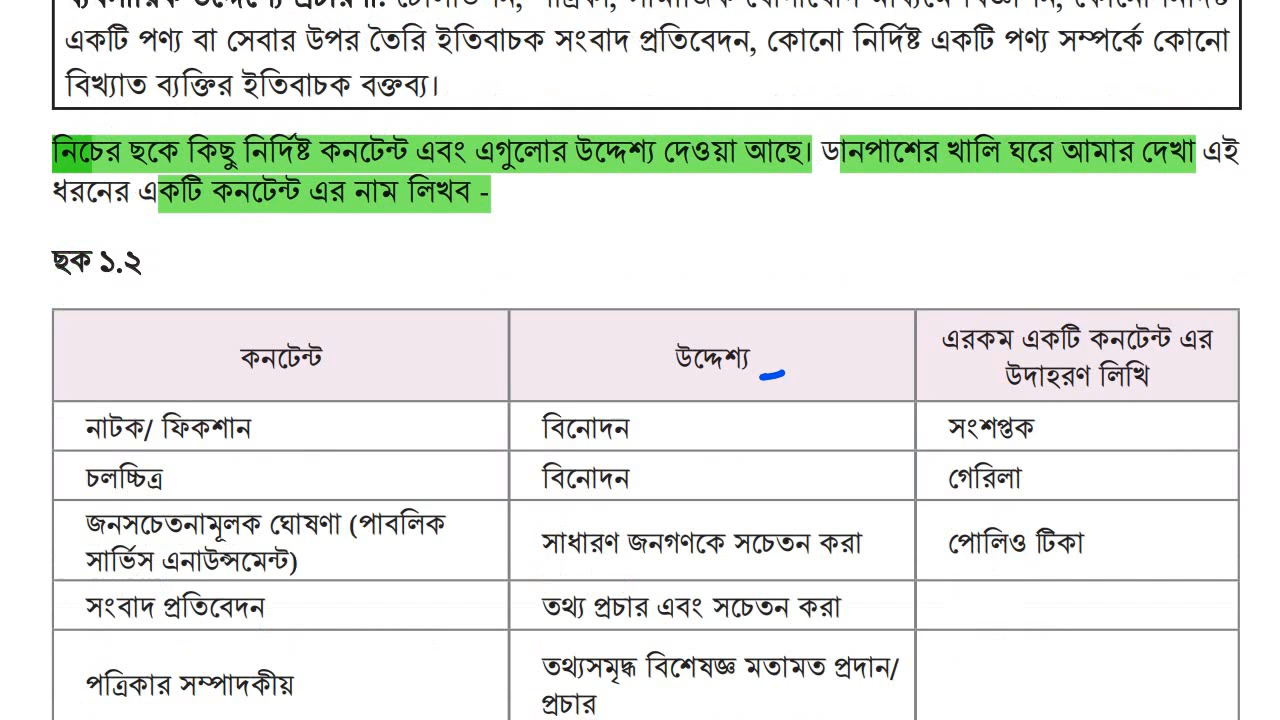 একটি পণ্য বা সেবার উপর তৈরি ইতিবাচক সংবাদ প্রতিবেদন, কোনো নির্দিষ্ট একটি পণ্য সম্পর্কে কোনো
বিখ্যাত ব্যক্তির ইতিবাচক বক্তব্য।
নিচের ছকে কিছু নির্দিষ্ট কনটেন্ট এবং এগুলোর উদ্দেশ্য দেওয়া আছে। ডানপাশের খালি ঘরে আমার দেখা এই
ধরনের একটি কনটেন্ট এর নাম লিখব -
ছক ১.২
কনটেন্ট উদ্দেশ্য এরকম একটি কনটেন্ট এর
উদাহরণ লিখি
নাটক/ ফিকশান বিনোদন সংশপ্তক
চলচ্চিত্র বিনোদন গেরিলা
জনসচেতনামূলক ঘোষণা (পাবলিক
সার্ভিস এনাউন্সমেন্ট) সাধারণ জনগণকে সচেতন করা পোলিও টিকা
সংবাদ প্রতিবেদন তথ্য প্রচার এবং সচেতন করা
পত্রিকার সম্পাদকীয় তথ্যসমৃদ্ধ বিশেষজ্ঞ মতামত প্রদান/
প্রচার